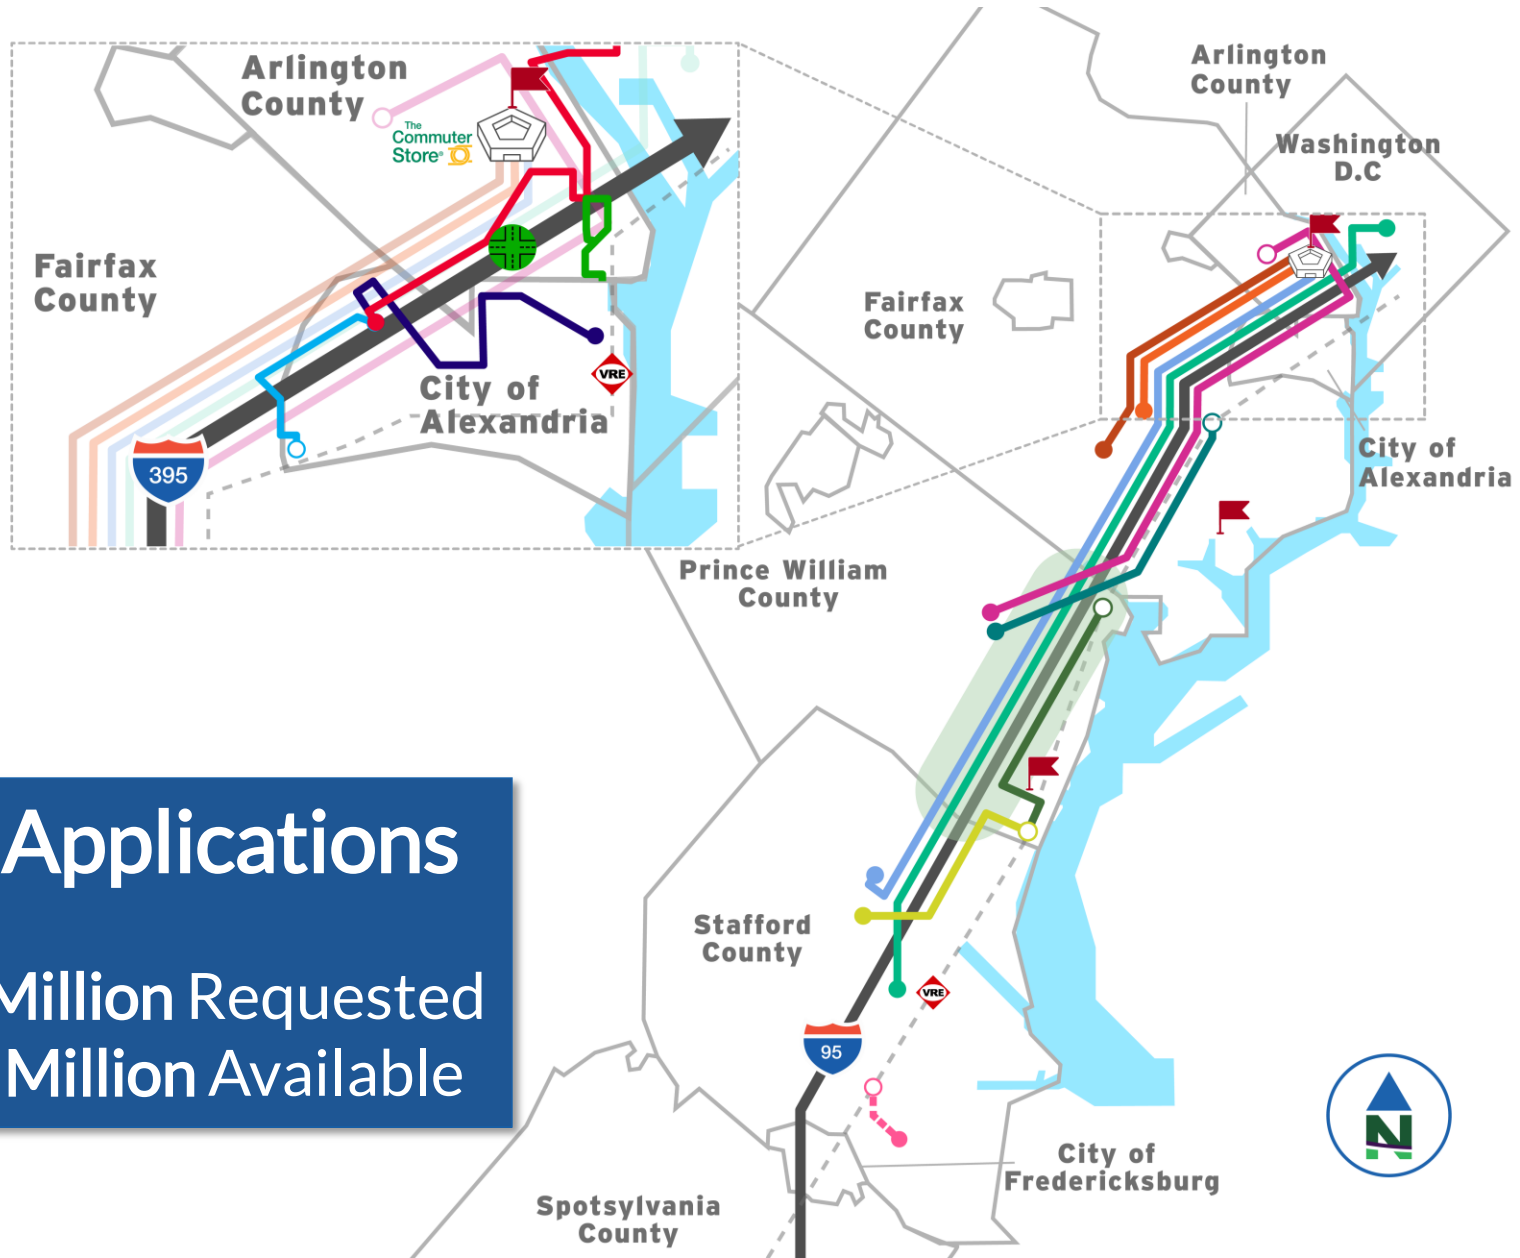 Arlington
County
The
Commuter
Store
Fairfax
County
City of
Alexandria
VRE
395
Arlington
County
Washington
D.C
Fairfax
County
City of
Alexandria
Prince William
County
Applications
Million Requested
Million Available
Stafford
County
VRE
95
City of
Fredericksburg
Spotsylvania
County
N